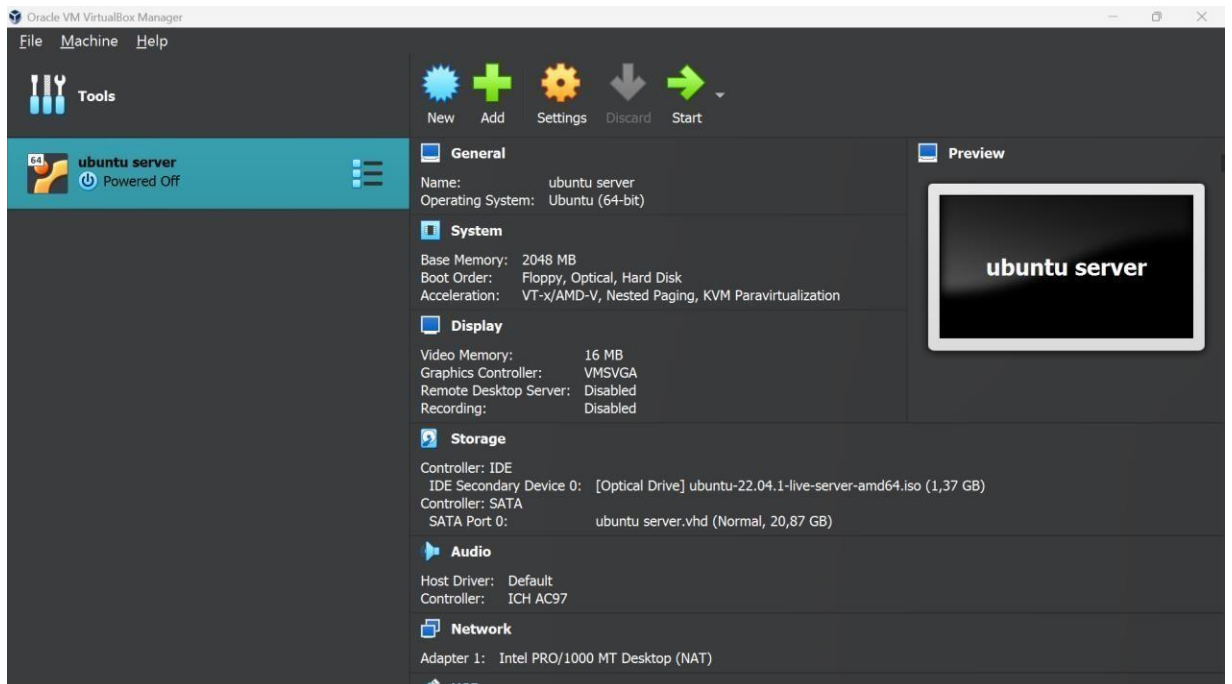 Oracle VM VirtualBox Manager
File Machine Help
Tools
New Add Settings Discard Start
64
ubuntu server
Powered Off
General
Name: ubuntu server
Operating System: Ubuntu (64-bit)
System
Base Memory: 2048 MB
Boot Order: Floppy, Optical, Hard Disk
Acceleration: VT-x/AMD-V, Nested Paging, KVM Paravirtualization
Display
Video Memory: 16 MB
Graphics Controller: VMSVGA
Remote Desktop Server: Disabled
Recording: Disabled
Preview
ubuntu server
Storage
Controller: IDE
IDE Secondary Device 0: [Optical Drive] ubuntu-22.04.1-live-server-amd64.iso (1,37 GB)
Controller: SATA
SATA Port 0: ubuntu server.vhd (Normal, 20,87 GB)
Audio
Host Driver: Default
Controller: ICH AC97
Network
Adapter 1: Intel PRO/1000 MT Desktop (NAT)